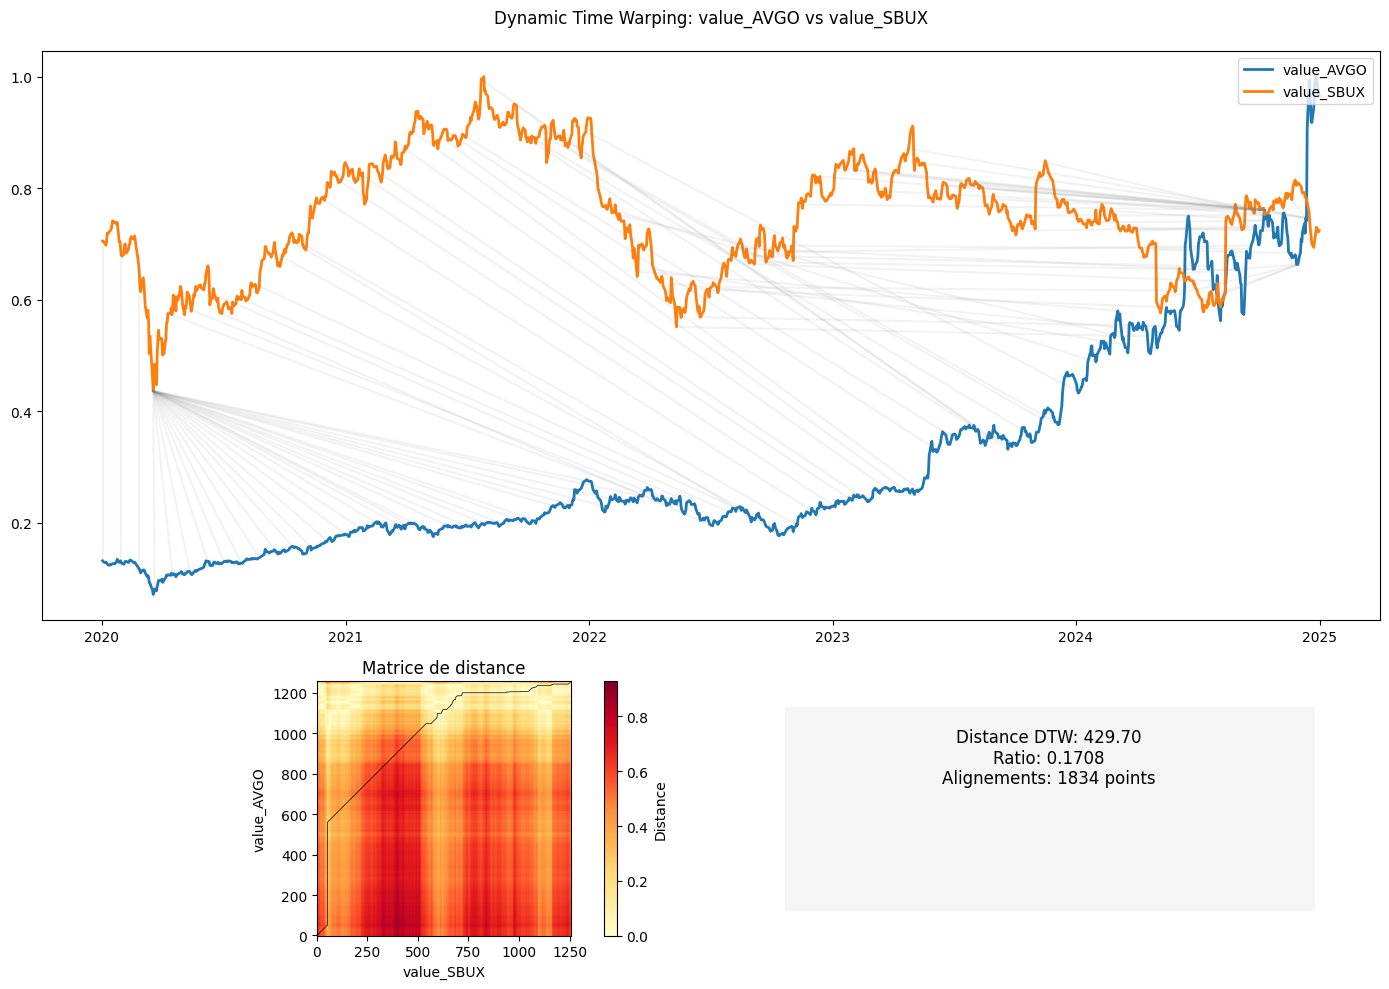 Dynamic Time Warping: value_AVGO vs value_SBUX
value_AVGO
value_SBUX
1.0
0.8
0.6
0.4
0.2
2020
2021
2022
2023
2024
2025
Matrice de distance
1200
1000
800
600
400
200
0
value_AVGO
0
250
500
750
1000
1250
value_SBUX
0.8
0.6
0.4
0.2
0.0
Distance
Distance DTW: 429.70
Ratio: 0.1708
Alignements: 1834 points